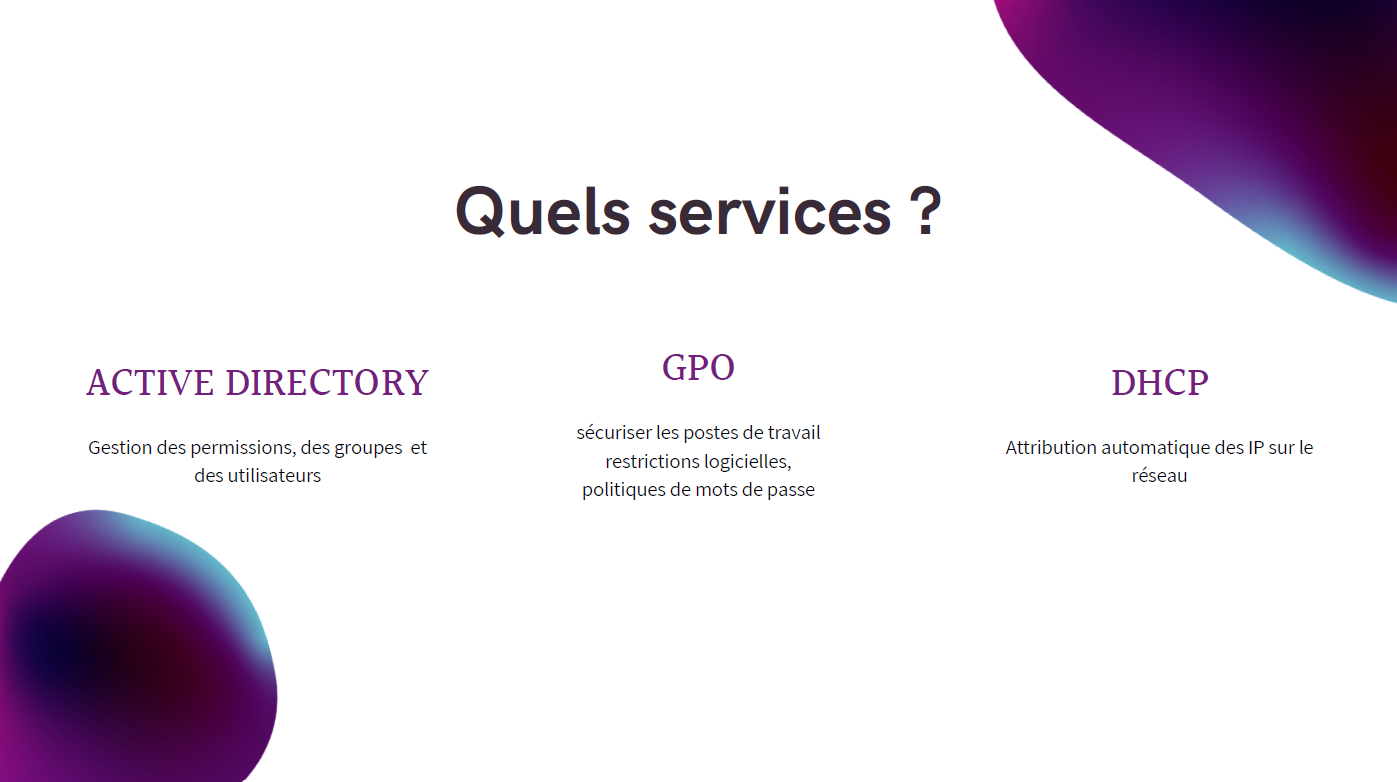 Quels services ?
ACTIVE DIRECTORY
Gestion des permissions, des groupes  et
des utilisateurs
GPO
sécuriser les postes de travail
restrictions logicielles,
politiques de mots de passe
DHCP
Attribution automatique des IP sur le
réseau